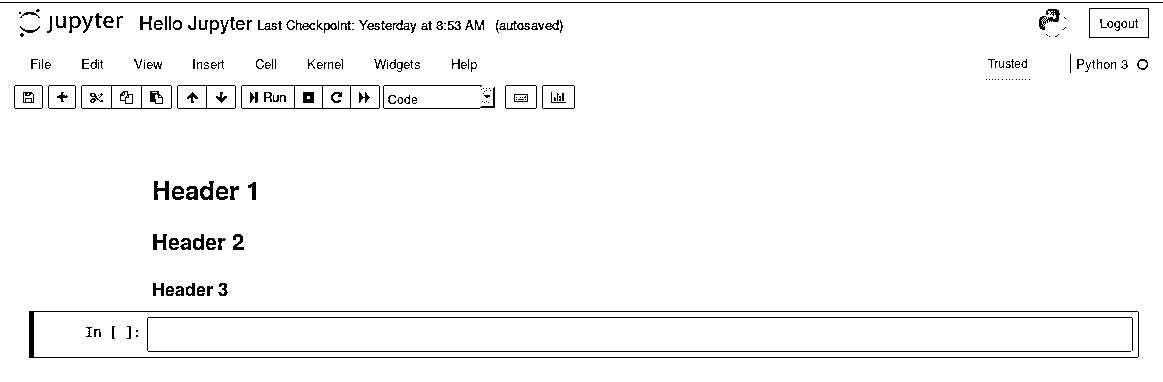 jupyter Hello Jupyter Last Checkpoint: Yesterday at 8:53 AM (autosaved) Logout
File Edit View Insert Cell Kernel Widgets Help Trusted Python 3
Run Code
Header 1
Header 2
Header 3
In [ ]: